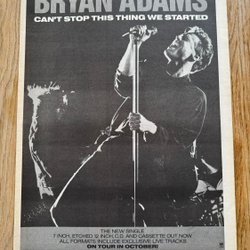 BRYAN ADAMS
CAN'T STOP THIS THING WE STARTED
THE NEW SINGLE
7 INCH, ETCHED 12 INCH, C.D. AND CASSETTE OUT NOW
ALL FORMATS INCLUDE EXCLUSIVE LIVE TRACKS
ON TOUR IN OCTOBER!